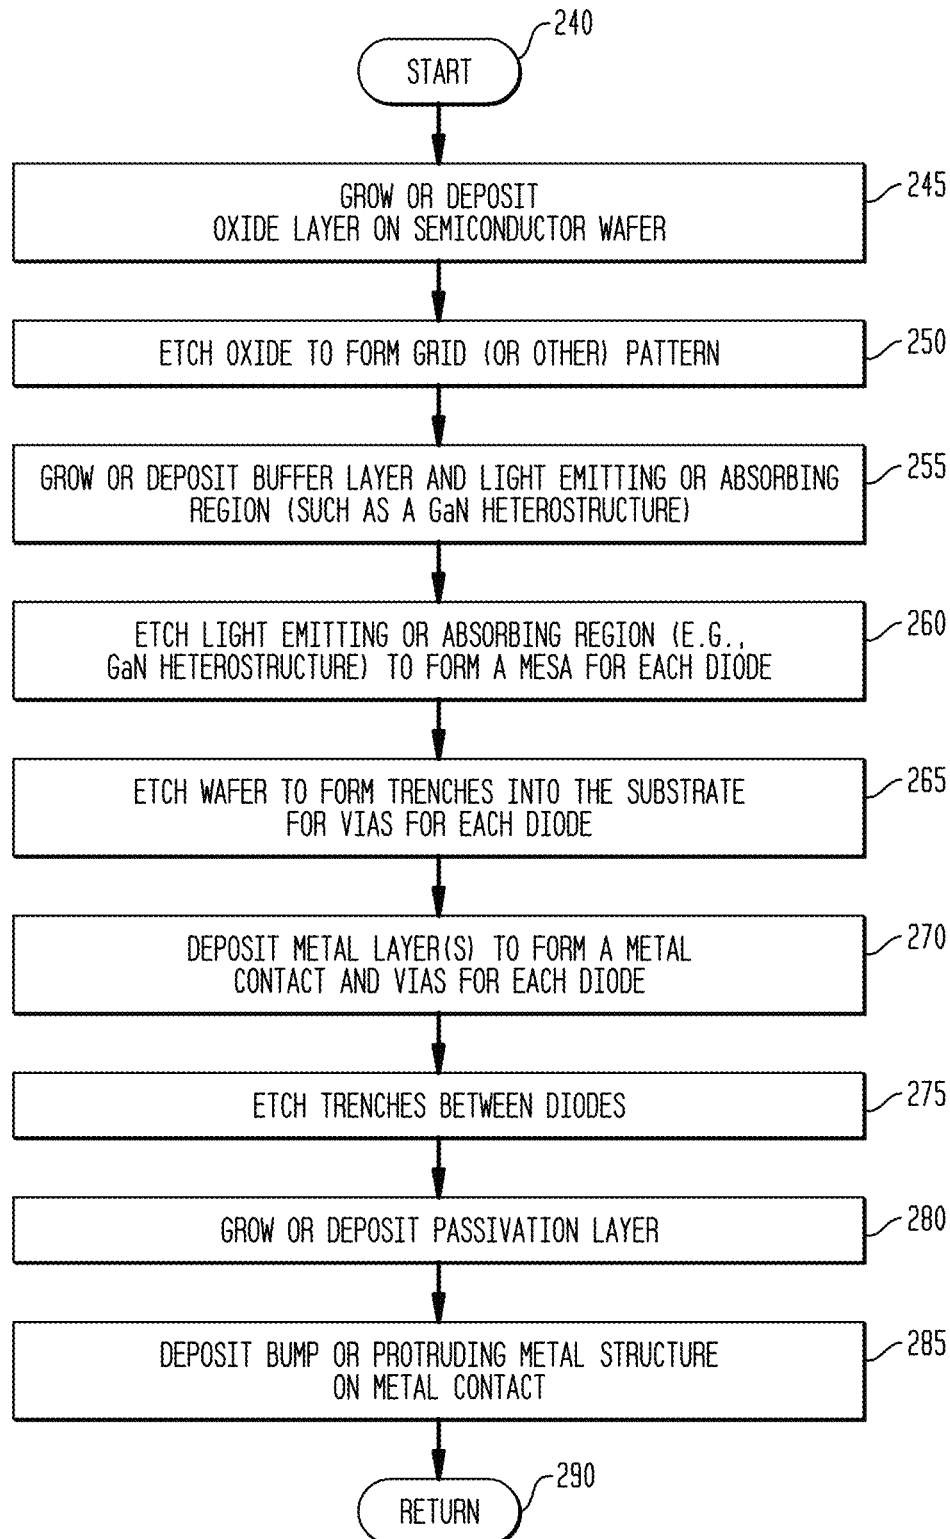 240
START
245
GROW OR DEPOSIT
OXIDE LAYER ON SEMICONDUCTOR WAFER
250
ETCH OXIDE TO FORM GRID (OR OTHER) PATTERN
255
GROW OR DEPOSIT BUFFER LAYER AND LIGHT EMITTING OR ABSORBING
REGION (SUCH AS A GaN HETEROSTRUCTURE)
260
ETCH LIGHT EMITTING OR ABSORBING REGION (E.G.,
GaN HETEROSTRUCTURE) TO FORM A MESA FOR EACH DIODE
265
ETCH WAFER TO FORM TRENCHES INTO THE SUBSTRATE
FOR VIAS FOR EACH DIODE
270
DEPOSIT METAL LAYER(S) TO FORM A METAL
CONTACT AND VIAS FOR EACH DIODE
275
ETCH TRENCHES BETWEEN DIODES
280
GROW OR DEPOSIT PASSIVATION LAYER
285
DEPOSIT BUMP OR PROTRUDING METAL STRUCTURE
ON METAL CONTACT
290
RETURN